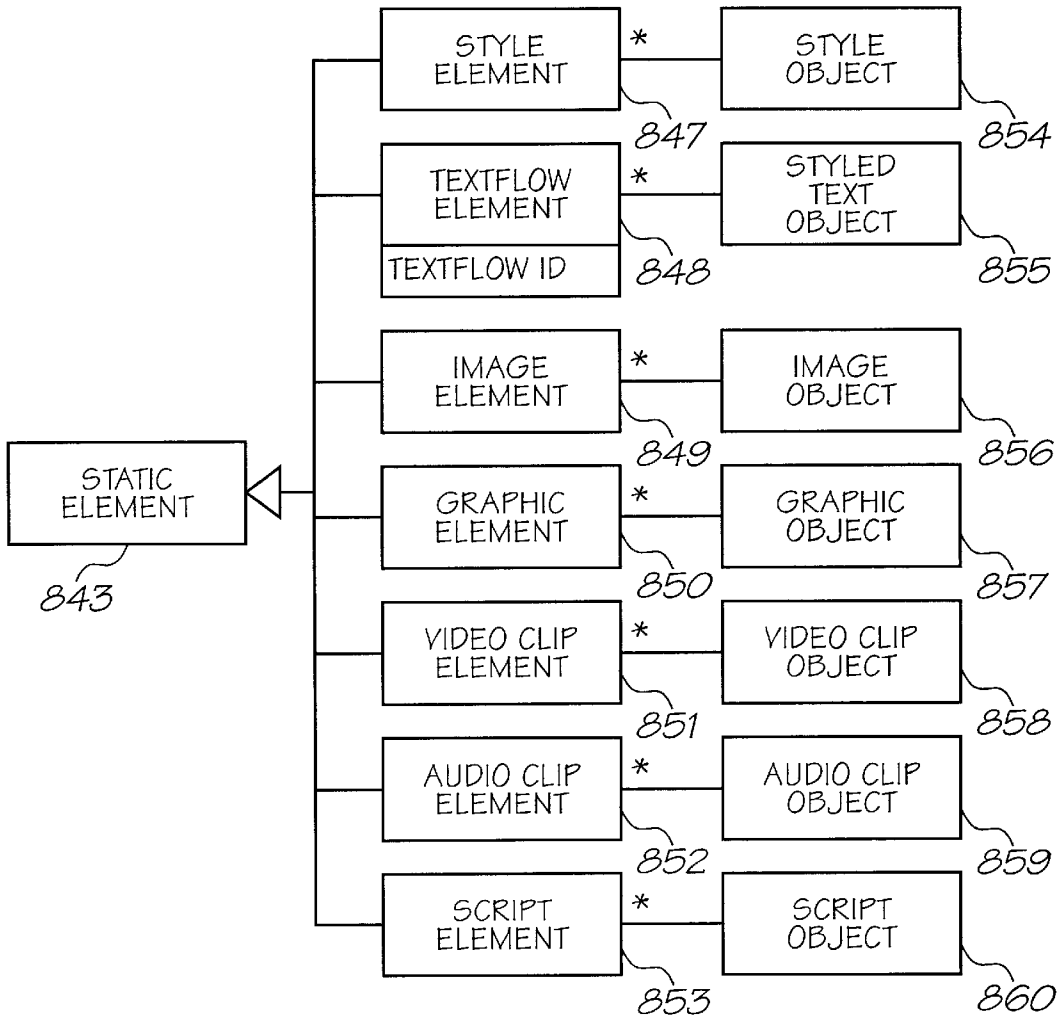 STYLE
ELEMENT
*
STYLE
OBJECT
847
854
TEXTFLOW
ELEMENT
TEXTFLOW ID
*
STYLED
TEXT
OBJECT
848
855
IMAGE
ELEMENT
*
IMAGE
OBJECT
849
856
STATIC
ELEMENT
843
GRAPHIC
ELEMENT
*
GRAPHIC
OBJECT
850
857
VIDEO CLIP
ELEMENT
*
VIDEO CLIP
OBJECT
851
858
AUDIO CLIP
ELEMENT
*
AUDIO CLIP
OBJECT
852
859
SCRIPT
ELEMENT
*
SCRIPT
OBJECT
853
860